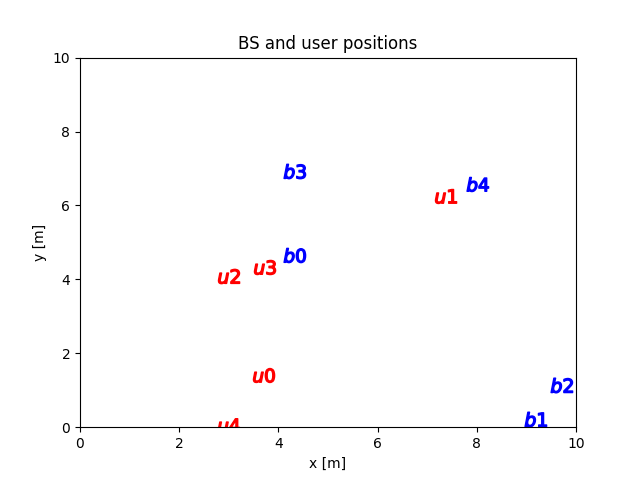 BS and user positions
10
8
b3
u1 b4
6
y [m]
b0
u3
u2
4
2
u0
b2
b1
u4
0
0 2 4 6 8 10
x [m]